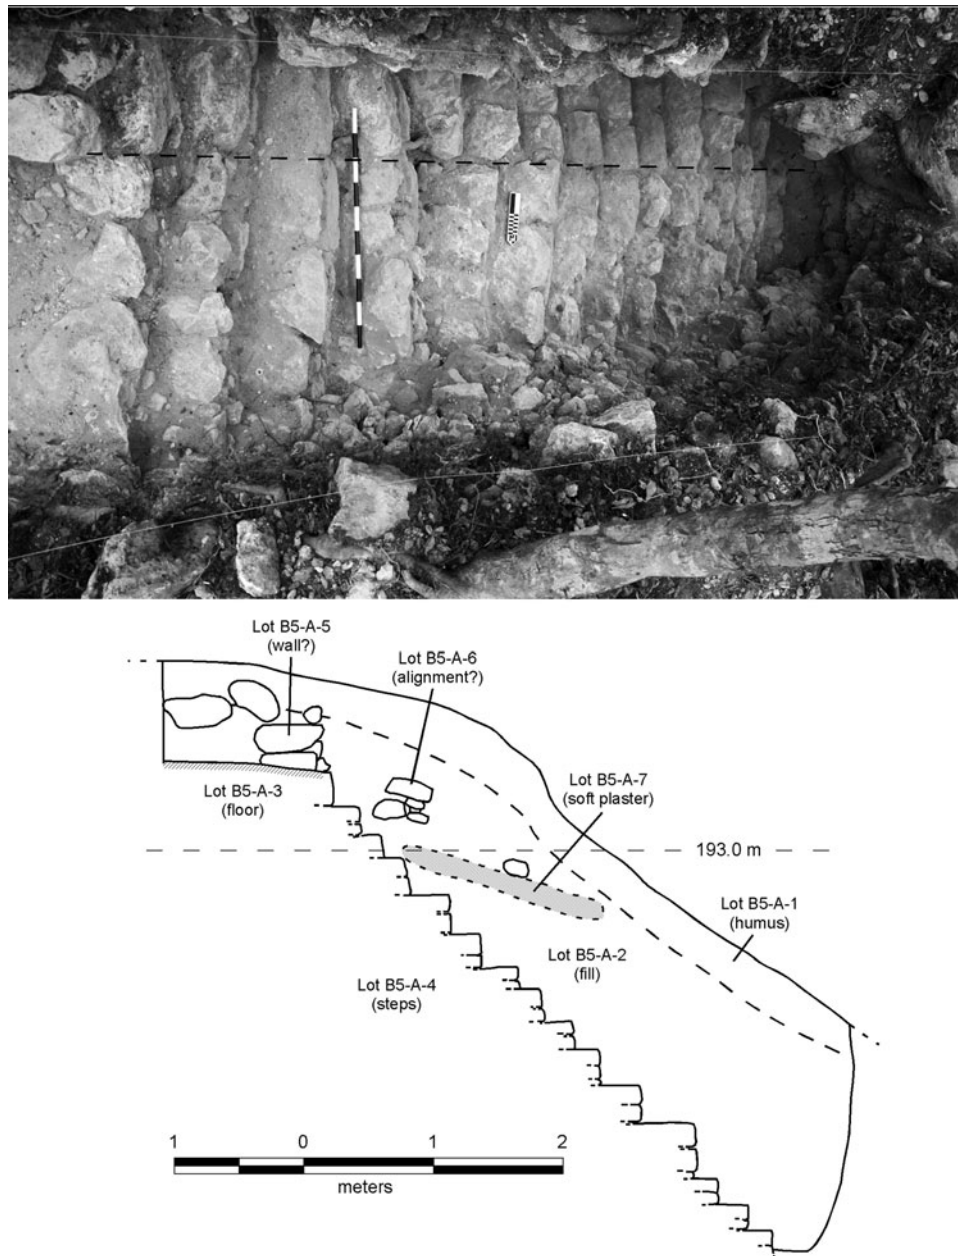 Lot B5-A-5
(wall?)
Lot B5-A-6
(alignment?)
Lot B5-A-7
(soft plaster)
Lot B5-A-3
(floor)
193.0 m
Lot B5-A-1
(humus)
Lot B5-A-2
(fill)
Lot B5-A-4
(steps)
1 0 1 2
meters